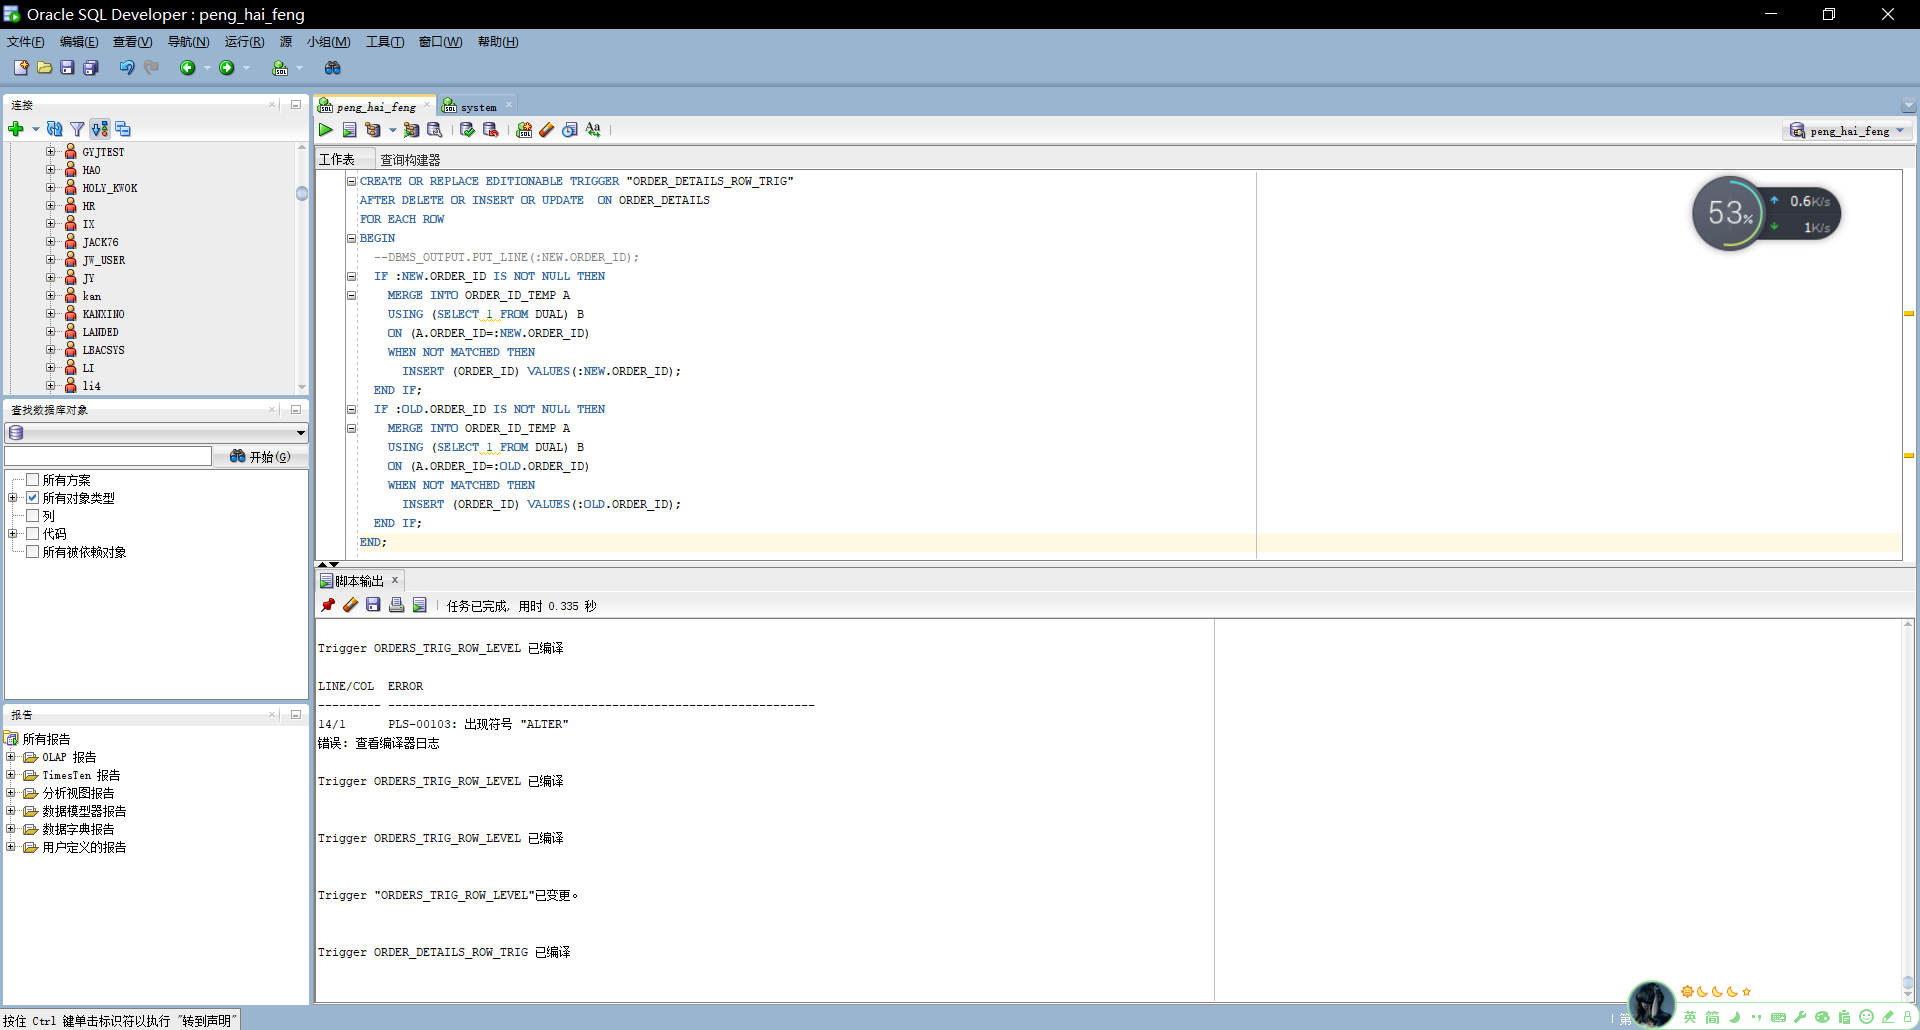 Oracle SQL Developer : peng_hai_feng
文件(F) 编辑(E) 查看(V) 导航(N) 运行(R) 源 小组(M) 工具(T) 窗口(W) 帮助(H)
连接
GYJTEST
HAO
HOLY_KWOK
HR
IX
JACK76
JW_USER
JY
kan
KANXINO
LANDED
LBACSYS
LI
li4
查找数据库对象
开始(G)
所有方案
所有对象类型
列
代码
所有被依赖对象
报告
所有报告
OLAP 报告
TimesTen 报告
分析视图报告
数据模型器报告
数据字典报告
用户定义的报告
peng_hai_feng system
peng_hai_feng
工作表 查询构建器
CREATE OR REPLACE EDITIONABLE TRIGGER "ORDER_DETAILS_ROW_TRIG"
AFTER DELETE OR INSERT OR UPDATE  ON ORDER_DETAILS
FOR EACH ROW
BEGIN
  --DBMS_OUTPUT.PUT_LINE(:NEW.ORDER_ID);
  IF :NEW.ORDER_ID IS NOT NULL THEN
    MERGE INTO ORDER_ID_TEMP A
    USING (SELECT 1 FROM DUAL) B
    ON (A.ORDER_ID=:NEW.ORDER_ID)
    WHEN NOT MATCHED THEN
      INSERT (ORDER_ID) VALUES(:NEW.ORDER_ID);
  END IF;
  IF :OLD.ORDER_ID IS NOT NULL THEN
    MERGE INTO ORDER_ID_TEMP A
    USING (SELECT 1 FROM DUAL) B
    ON (A.ORDER_ID=:OLD.ORDER_ID)
    WHEN NOT MATCHED THEN
      INSERT (ORDER_ID) VALUES(:OLD.ORDER_ID);
  END IF;
END;
53%
0.6K/s
1K/s
脚本输出
任务已完成, 用时 0.335 秒
Trigger ORDERS_TRIG_ROW_LEVEL 已编译
LINE/COL  ERROR
--------- -------------------------------------------------------------
14/1      PLS-00103: 出现符号 "ALTER"
错误: 查看编译器日志
Trigger ORDERS_TRIG_ROW_LEVEL 已编译
Trigger ORDERS_TRIG_ROW_LEVEL 已编译
Trigger "ORDERS_TRIG_ROW_LEVEL"已变更。
Trigger ORDER_DETAILS_ROW_TRIG 已编译
按住 Ctrl 键单击标识符以执行 "转到声明"
第
英 简